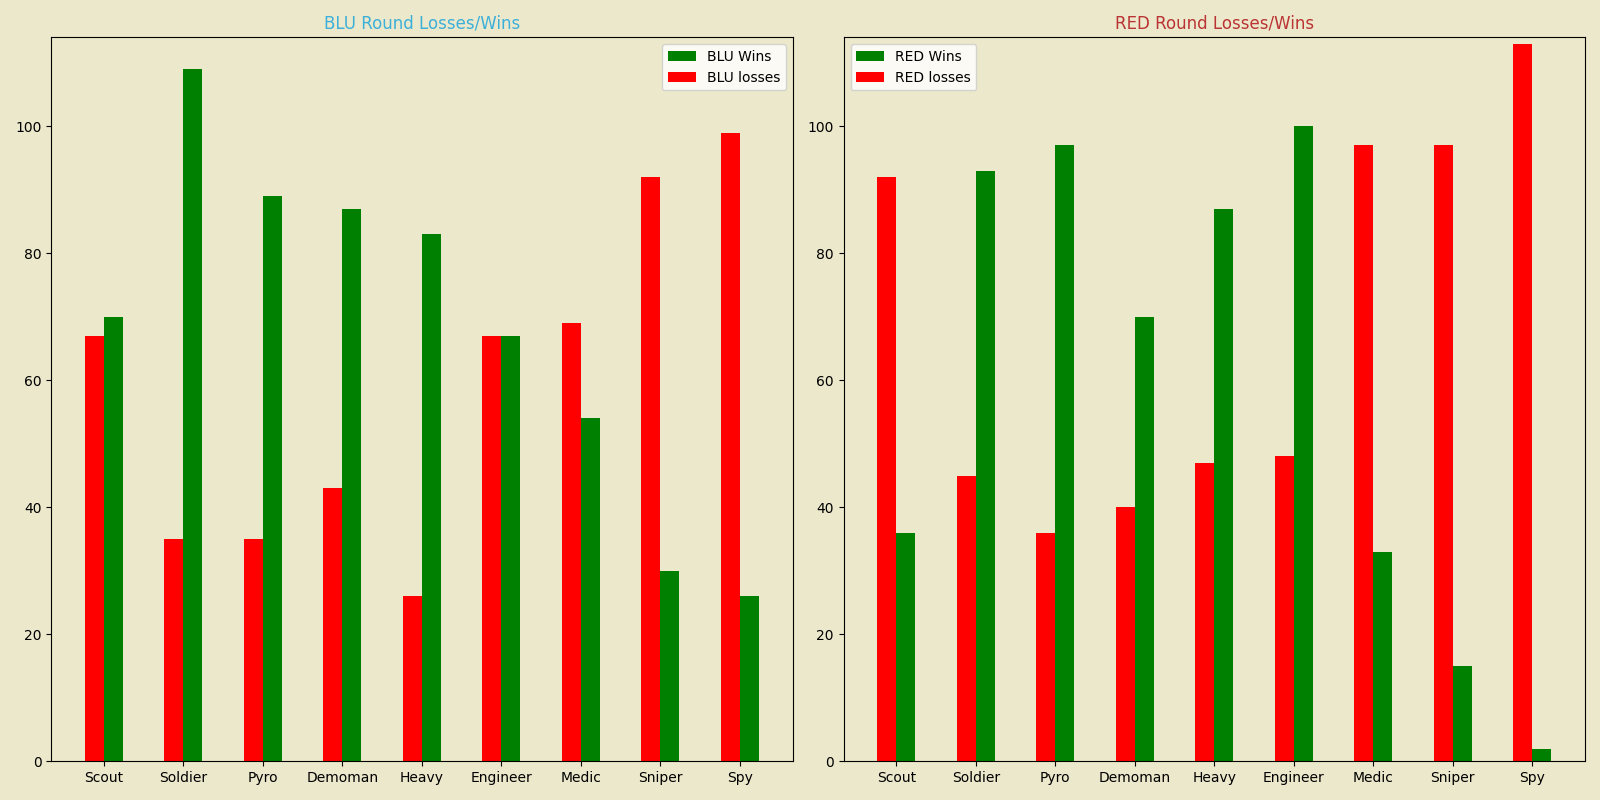 BLU Round Losses/Wins
BLU Wins
BLU losses
100
80
60
40
20
0
Scout Soldier Pyro Demoman Heavy Engineer Medic Sniper Spy
RED Round Losses/Wins
RED Wins
RED losses
100
80
60
40
20
0
Scout Soldier Pyro Demoman Heavy Engineer Medic Sniper Spy